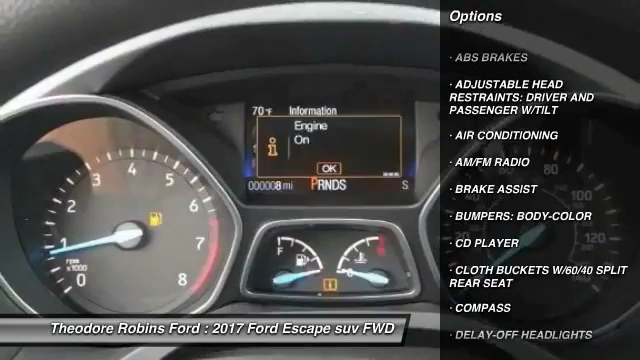 Options
· ABS BRAKES
· ADJUSTABLE HEAD
RESTRAINTS: DRIVER AND
PASSENGER W/TILT
· AIR CONDITIONING
· AM/FM RADIO
· BRAKE ASSIST
· BUMPERS: BODY-COLOR
· CD PLAYER
· CLOTH BUCKETS W/60/40 SPLIT
REAR SEAT
· COMPASS
· DELAY-OFF HEADLIGHTS
70 °F Information
Engine
On
OK
000008 mi PRNDS S
0 1 2 3 4 5 6 7 8
rpm
x1000
F
C
80
100
120
Theodore Robins Ford : 2017 Ford Escape suv FWD